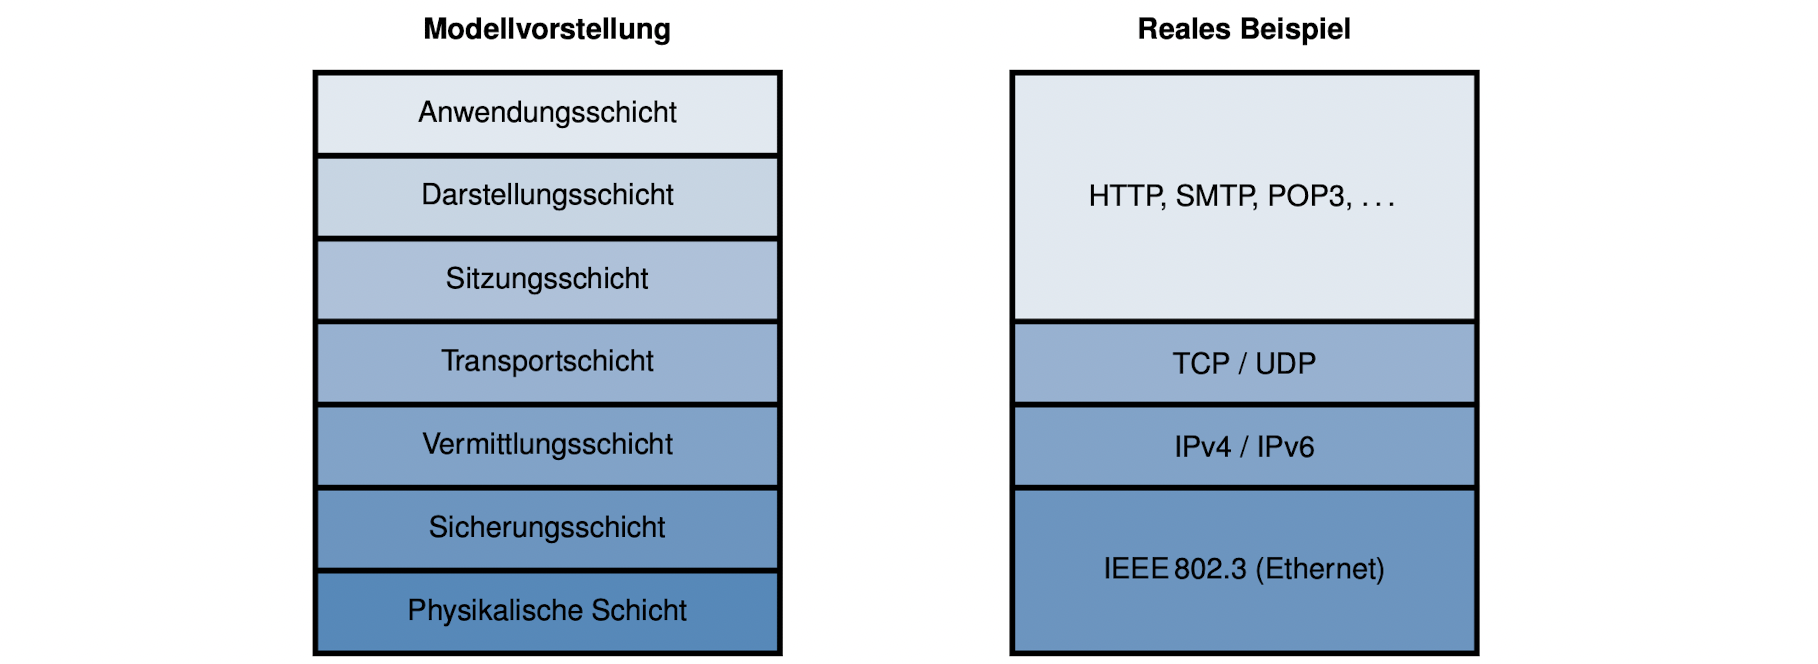 Modellvorstellung
Anwendungsschicht
Darstellungsschicht
Sitzungsschicht
Transportschicht
Vermittlungsschicht
Sicherungsschicht
Physikalische Schicht
Reales Beispiel
HTTP, SMTP, POP3, ...
TCP / UDP
IPv4 / IPv6
IEEE 802.3 (Ethernet)